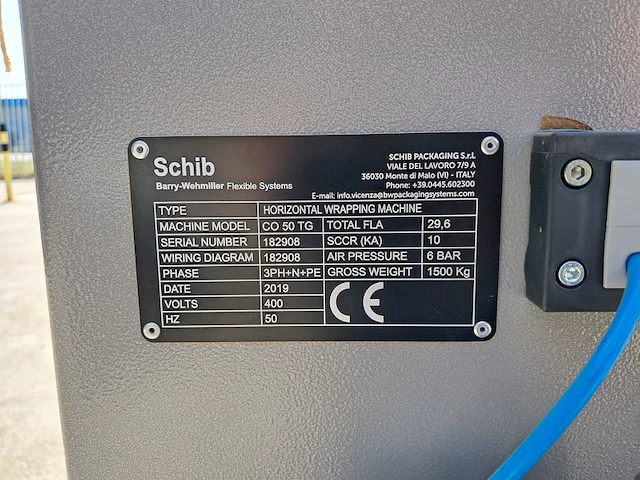 Schib
Barry-Wehmiller Flexible Systems
SCHIB PACKAGING S.r.L
VIALE DEL LAVORO 7/9 A
36030 Monte di Malo (VI) - ITALY
Phone: +39.0445.602300
E-mail: info.vicenza@bwpackagingsystems.com
TYPE HORIZONTAL WRAPPING MACHINE
MACHINE MODEL CO 50 TG TOTAL FLA 29,6
SERIAL NUMBER 182908 SCCR (KA) 10
WIRING DIAGRAM 182908 AIR PRESSURE 6 BAR
PHASE 3PH+N+PE GROSS WEIGHT 1500 Kg
DATE 2019
VOLTS 400
HZ 50
CE